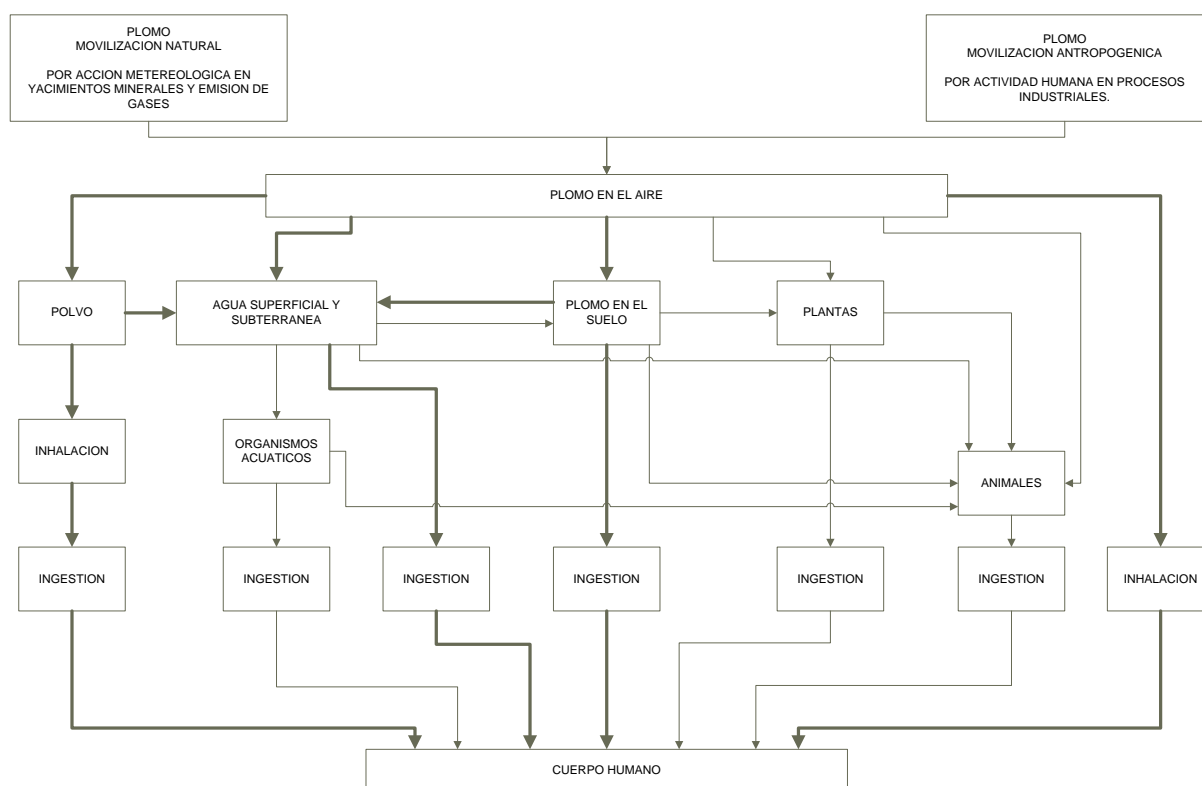 PLOMO
MOVILIZACION NATURAL
POR ACCION METEREOLOGICA EN
YACIMIENTOS MINERALES Y EMISION DE
GASES
PLOMO
MOVILIZACION ANTROPOGENICA
POR ACTIVIDAD HUMANA EN PROCESOS
INDUSTRIALES.
PLOMO EN EL AIRE
POLVO
AGUA SUPERFICIAL Y
SUBTERRANEA
PLOMO EN EL
SUELO
PLANTAS
INHALACION
ORGANISMOS
ACUATICOS
ANIMALES
INGESTION
INGESTION
INGESTION
INGESTION
INGESTION
INGESTION
INHALACION
CUERPO HUMANO